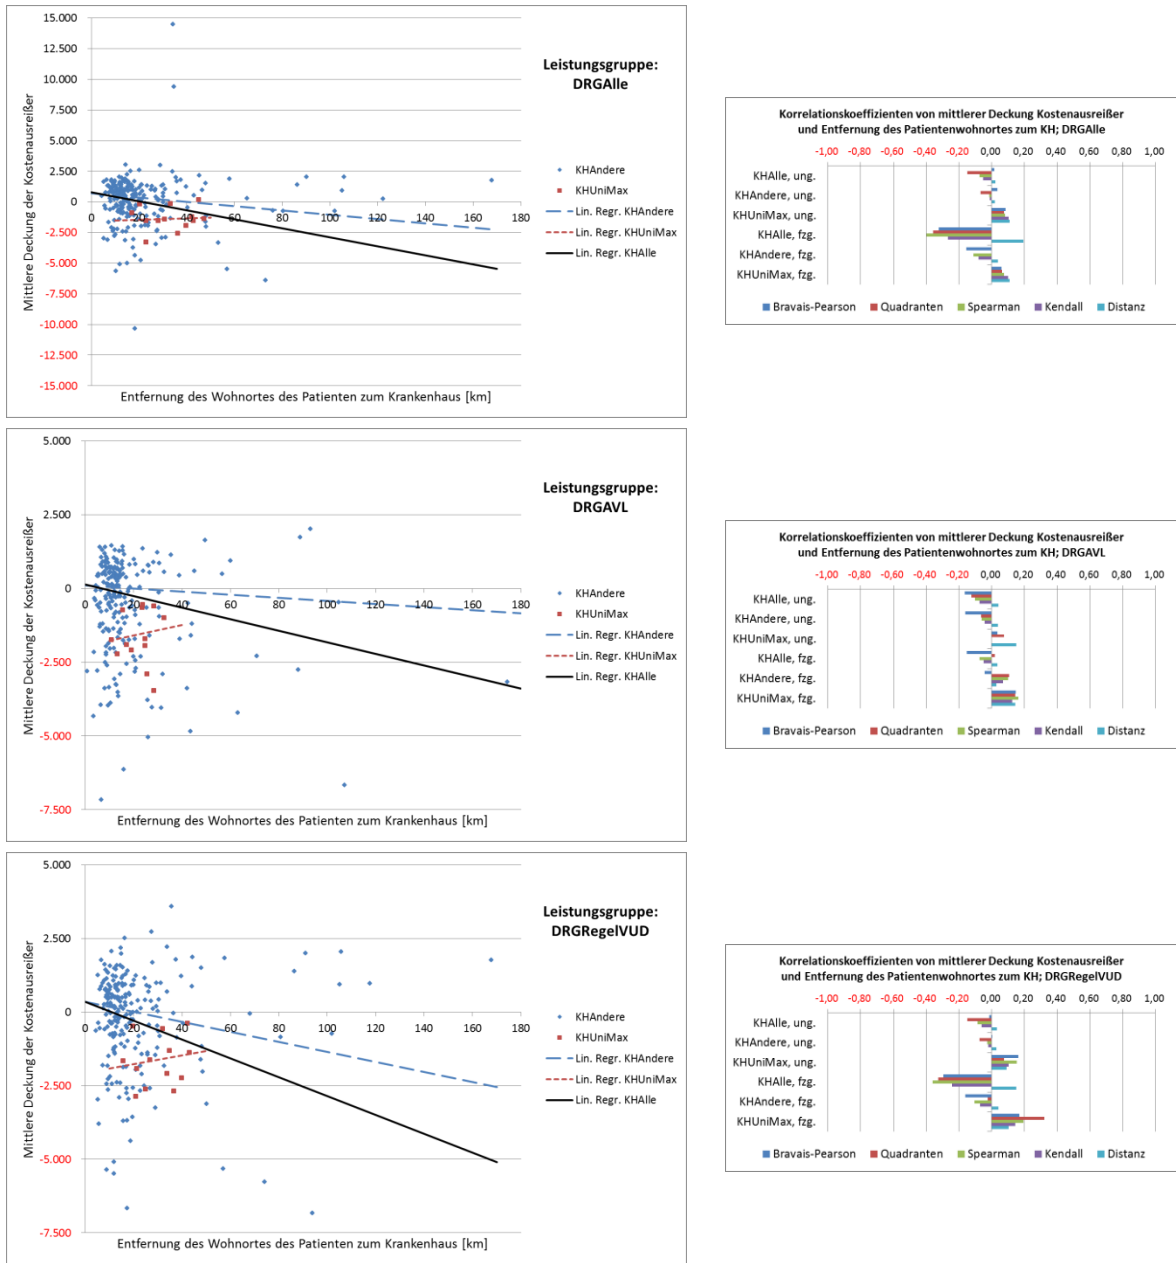 15.000
12.500
10.000
7.500
5.000
2.500
0
-2.500
-5.000
-7.500
-10.000
-12.500
-15.000
0 20 40 60 80 100 120 140 160 180
Mittlere Deckung der Kostenausreißer
Entfernung des Wohnortes des Patienten zum Krankenhaus [km]
Leistungsgruppe:
DRGAlle
KHAndere
KHUniMax
Lin. Regr. KHAndere
Lin. Regr. KHUniMax
Lin. Regr. KHAlle
Korrelationskoeffizienten von mittlerer Deckung Kostenausreißer
und Entfernung des Patientenwohnortes zum KH; DRGAlle
-1,00 -0,80 -0,60 -0,40 -0,20 0,00 0,20 0,40 0,60 0,80 1,00
KHAlle, ung.
KHAndere, ung.
KHUniMax, ung.
KHAlle, fzg.
KHAndere, fzg.
KHUniMax, fzg.
Bravais-Pearson Quadranten Spearman Kendall Distanz
5.000
2.500
0
-2.500
-5.000
-7.500
0 20 40 60 80 100 120 140 160 180
Mittlere Deckung der Kostenausreißer
Entfernung des Wohnortes des Patienten zum Krankenhaus [km]
Leistungsgruppe:
DRGAVL
KHAndere
KHUniMax
Lin. Regr. KHAndere
Lin. Regr. KHUniMax
Lin. Regr. KHAlle
Korrelationskoeffizienten von mittlerer Deckung Kostenausreißer
und Entfernung des Patientenwohnortes zum KH; DRGAVL
-1,00 -0,80 -0,60 -0,40 -0,20 0,00 0,20 0,40 0,60 0,80 1,00
KHAlle, ung.
KHAndere, ung.
KHUniMax, ung.
KHAlle, fzg.
KHAndere, fzg.
KHUniMax, fzg.
Bravais-Pearson Quadranten Spearman Kendall Distanz
5.000
2.500
0
-2.500
-5.000
-7.500
0 20 40 60 80 100 120 140 160 180
Mittlere Deckung der Kostenausreißer
Entfernung des Wohnortes des Patienten zum Krankenhaus [km]
Leistungsgruppe:
DRGRegelVUD
KHAndere
KHUniMax
Lin. Regr. KHAndere
Lin. Regr. KHUniMax
Lin. Regr. KHAlle
Korrelationskoeffizienten von mittlerer Deckung Kostenausreißer
und Entfernung des Patientenwohnortes zum KH; DRGRegelVUD
-1,00 -0,80 -0,60 -0,40 -0,20 0,00 0,20 0,40 0,60 0,80 1,00
KHAlle, ung.
KHAndere, ung.
KHUniMax, ung.
KHAlle, fzg.
KHAndere, fzg.
KHUniMax, fzg.
Bravais-Pearson Quadranten Spearman Kendall Distanz